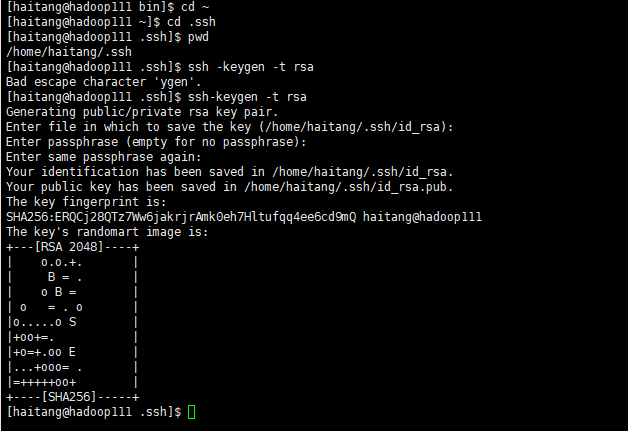 [haitang@hadoop111 bin]$ cd ~
[haitang@hadoop111 ~]$ cd .ssh
[haitang@hadoop111 .ssh]$ pwd
/home/haitang/.ssh
[haitang@hadoop111 .ssh]$ ssh -keygen -t rsa
Bad escape character 'ygen'.
[haitang@hadoop111 .ssh]$ ssh-keygen -t rsa
Generating public/private rsa key pair.
Enter file in which to save the key (/home/haitang/.ssh/id_rsa):
Enter passphrase (empty for no passphrase):
Enter same passphrase again:
Your identification has been saved in /home/haitang/.ssh/id_rsa.
Your public key has been saved in /home/haitang/.ssh/id_rsa.pub.
The key fingerprint is:
SHA256:ERQCj28QTz7Ww6jakrjrAmk0eh7Hltufqq4ee6cd9mQ haitang@hadoop111
The key's randomart image is:
+---[RSA 2048]----+
|    o.o.+.       |
|     B = .       |
|    o B =        |
| o   = . o       |
|o.....o S        |
|+oo+=.           |
|+o=+.oo E        |
|...+ooo= .       |
|=+++++oo+        |
+----[SHA256]-----+
[haitang@hadoop111 .ssh]$